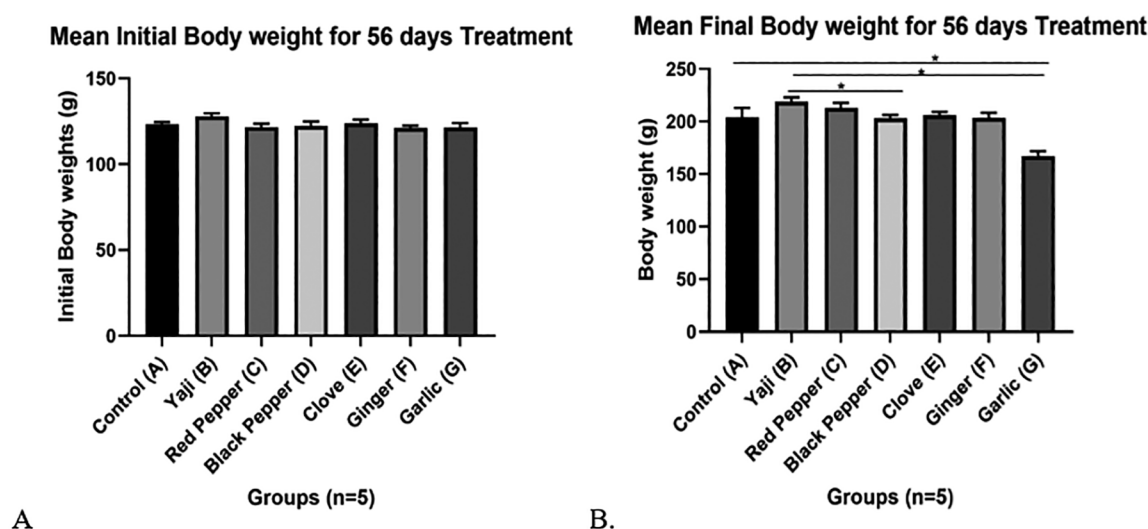 Mean Initial Body weight for 56 days Treatment
Initial Body weights (g)
150
100
50
0
Control (A)
Yaji (B)
Red Pepper (C)
Black Pepper (D)
Clove (E)
Ginger (F)
Garlic (G)
Groups (n=5)
A
Mean Final Body weight for 56 days Treatment
Body weight (g)
250
200
150
100
50
0
*
*
*
Control (A)
Yaji (B)
Red Pepper (C)
Black Pepper (D)
Clove (E)
Ginger (F)
Garlic (G)
Groups (n=5)
B.